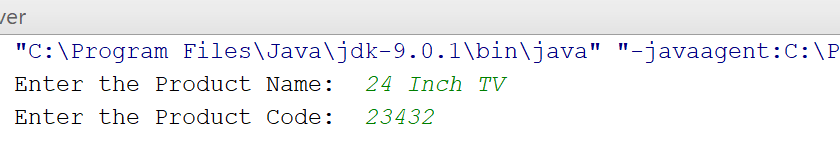 ver
"C:\Program Files\Java\jdk-9.0.1\bin\java" "-javaagent:C:\P
Enter the Product Name:  24 Inch TV
Enter the Product Code:  23432